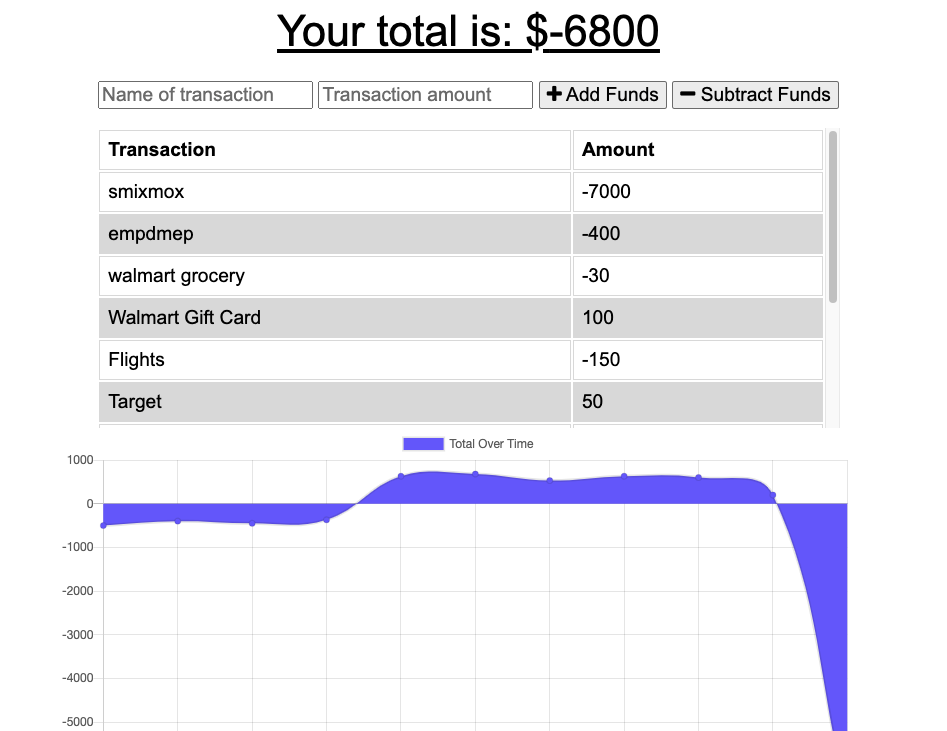 Your total is: $-6800
Name of transaction Transaction amount Add Funds Subtract Funds
Transaction Amount
smixmox -7000
empdmep -400
walmart grocery -30
Walmart Gift Card 100
Flights -150
Target 50
Total Over Time
1000
0
-1000
-2000
-3000
-4000
-5000